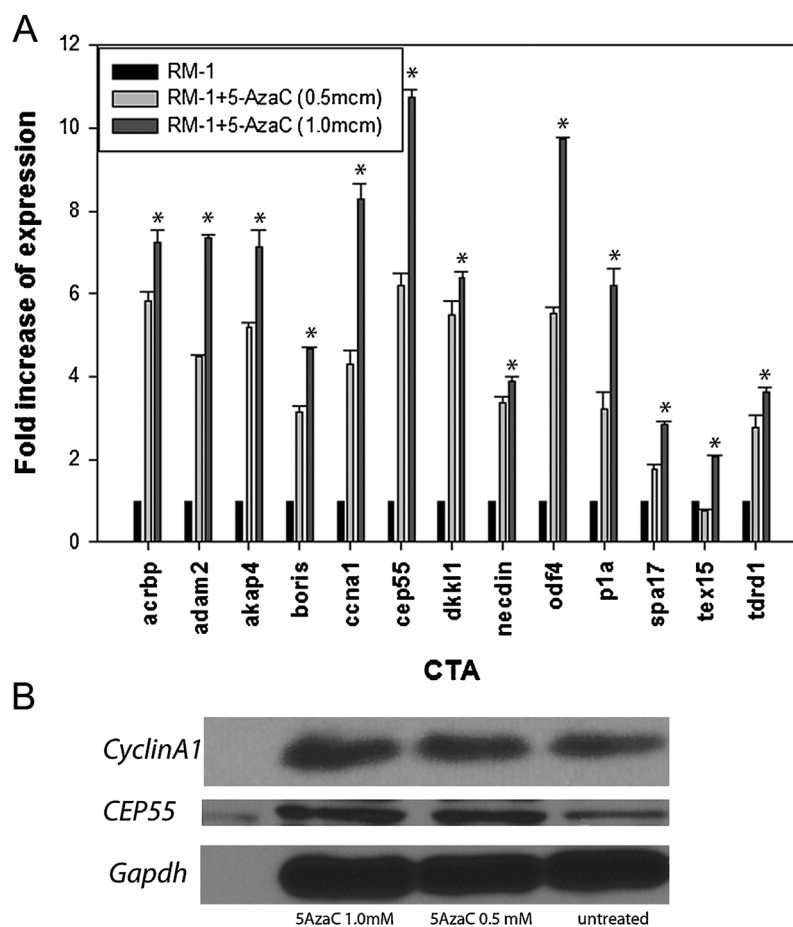 A
Fold increase of expression
12
10
8
6
4
2
0
RM-1
RM-1+5-AzaC (0.5mcm)
RM-1+5-AzaC (1.0mcm)
* * * * * * * * * * * * *
acrbp
adam2
akap4
boris
ccna1
cep55
dkkl1
necdin
odf4
p1a
spa17
tex15
tdrd1
CTA
B
CyclinA1
CEP55
Gapdh
5AzaC 1.0mM 5AzaC 0.5 mM untreated